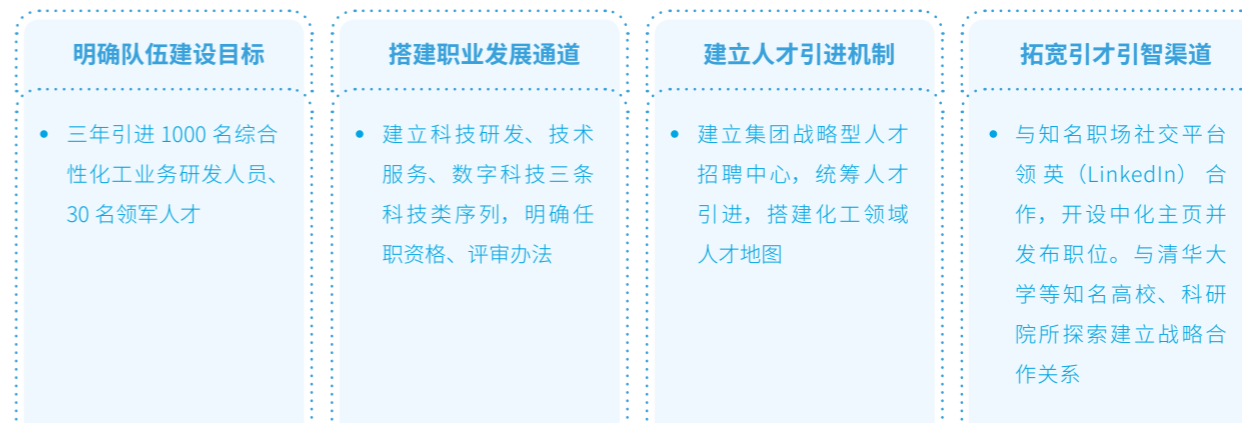 明确队伍建设目标
• 三年引进 1000 名综合
性化工业务研发人员、
30 名领军人才
搭建职业发展通道
• 建立科技研发、技术
服务、数字科技三条
科技类序列，明确任
职资格、评审办法
建立人才引进机制
• 建立集团战略型人才
招聘中心，统筹人才
引进，搭建化工领域
人才地图
拓宽引才引智渠道
• 与知名职场社交平台
领英（LinkedIn）合
作，开设中化主页并
发布职位。与清华大
学等知名高校、科研
院所探索建立战略合
作关系